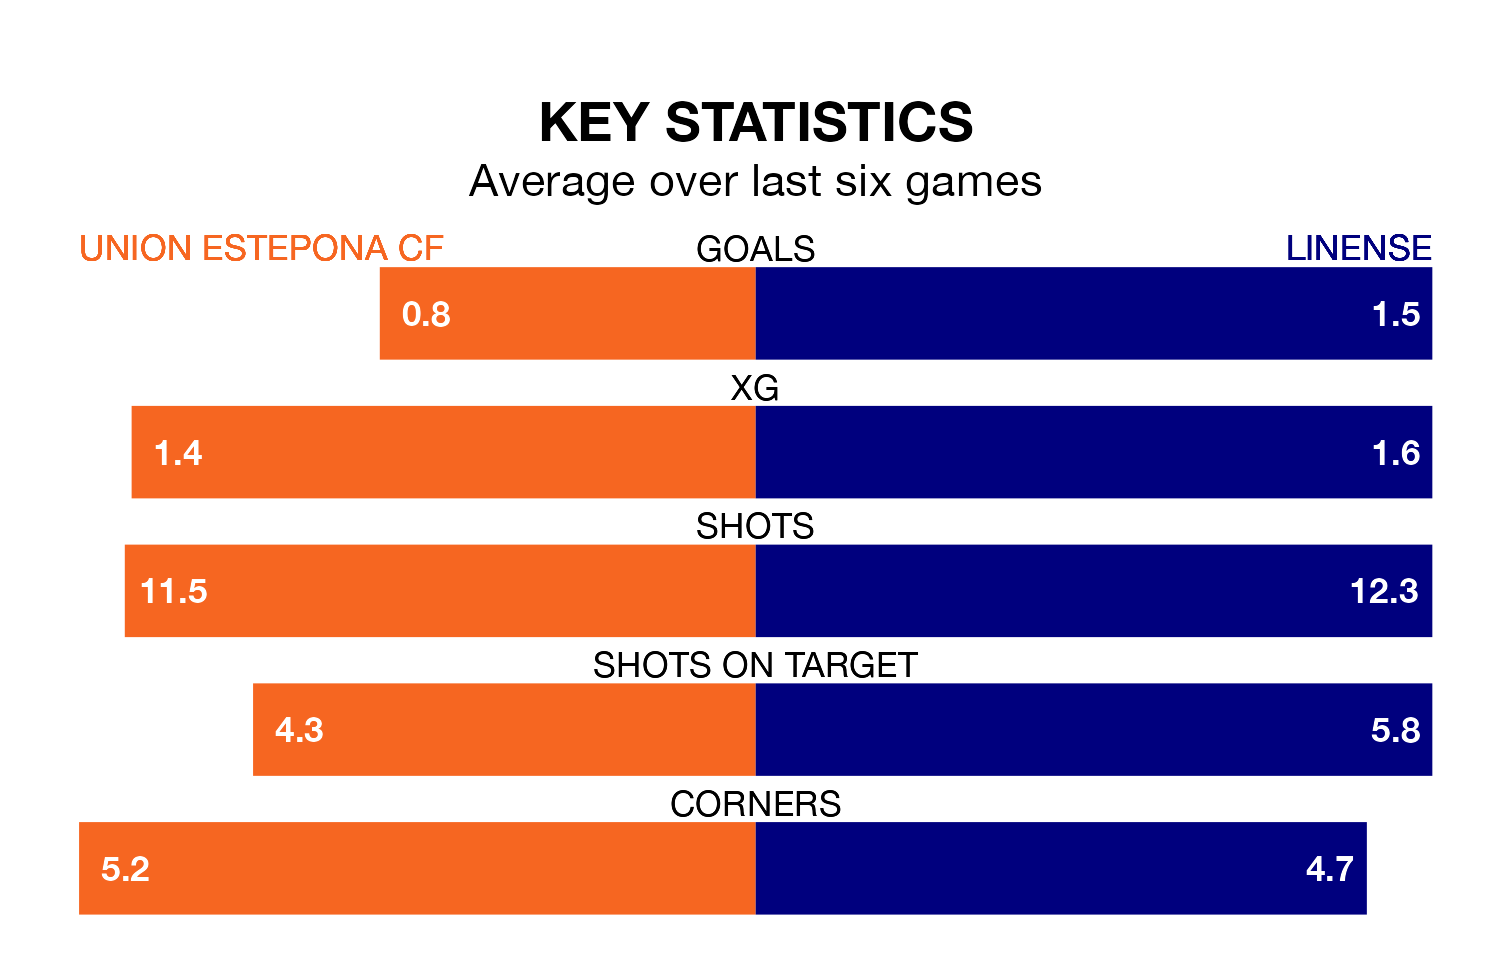 KEY STATISTICS
Average over last six games
UNION ESTEPONA CF GOALS LINENSE
0.8 1.5
XG
1.4 1.6
SHOTS
11.5 12.3
SHOTS ON TARGET
4.3 5.8
CORNERS
5.2 4.7